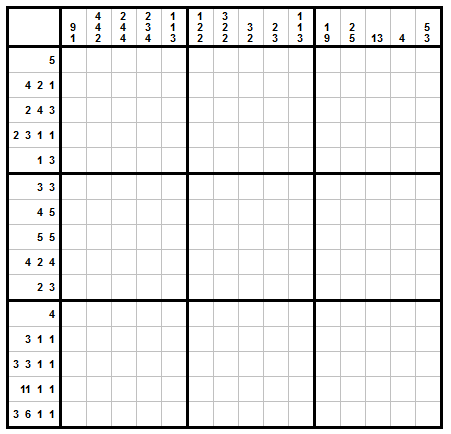 4 2 2 1 1 3 1
9 4 4 3 1 2 2 3 2 1 1 2 5
1 2 4 4 3 2 2 2 3 3 9 5 13 4 3
5
4 2 1
2 4 3
2 3 1 1
1 3
3 3
4 5
5 5
4 2 4
2 3
4
3 1 1
3 3 1 1
11 1 1
3 6 1 1